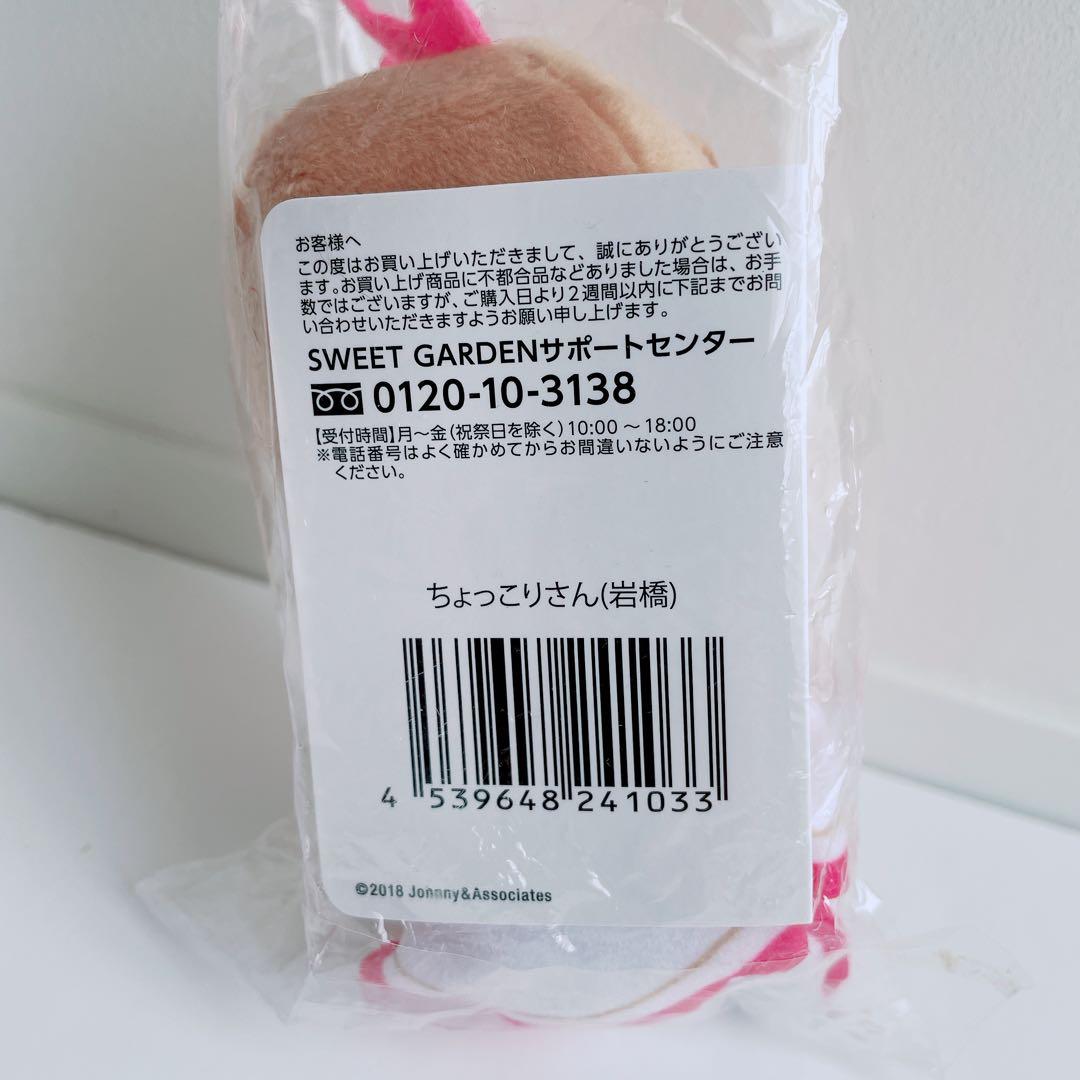 お客様へ
この度はお買い上げいただきまして、誠にありがとうござい
ます。お買い上げ商品に不都合品などありました場合は、お手
数ではございますが、ご購入日より2週間以内に下記までお問
い合わせいただきますようお願い申し上げます。
SWEET GARDENサポートセンター
0120-10-3138
【受付時間】月〜金(祝祭日を除く)10:00 〜 18:00
※電話番号はよく確かめてからお間違いないようにご注意
ください。
ちょっこりさん(岩橋)
4 539648 241033
©2018 Johnny&Associates